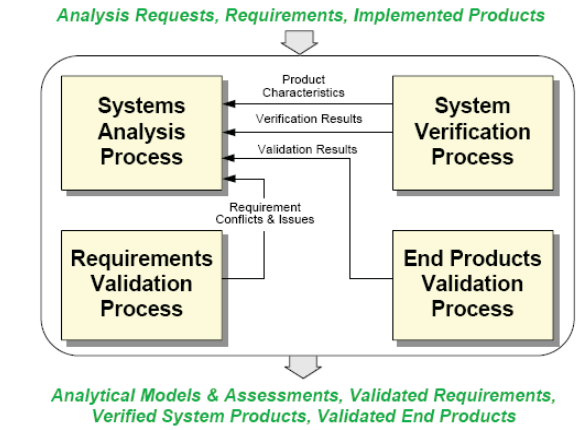 Analysis Requests, Requirements, Implemented Products
Systems
Analysis
Process
Product
Characteristics
Verification Results
Validation Results
Requirement
Conflicts & Issues
System
Verification
Process
Requirements
Validation
Process
End Products
Validation
Process
Analytical Models & Assessments, Validated Requirements,
Verified System Products, Validated End Products